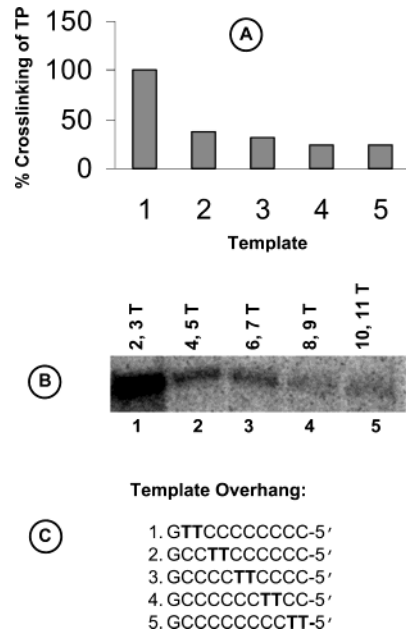 A
% Crosslinking of TP
150
100
50
0
1 2 3 4 5
Template
2, 3 T
4, 5 T
6, 7 T
8, 9 T
10, 11 T
B
1 2 3 4 5
Template Overhang:
C
1. GTTCCCCCCCC-5′
2. GCCTTCCCCCC-5′
3. GCCCCTTCCCC-5′
4. GCCCCCCTTCC-5′
5. GCCCCCCCCTT-5′